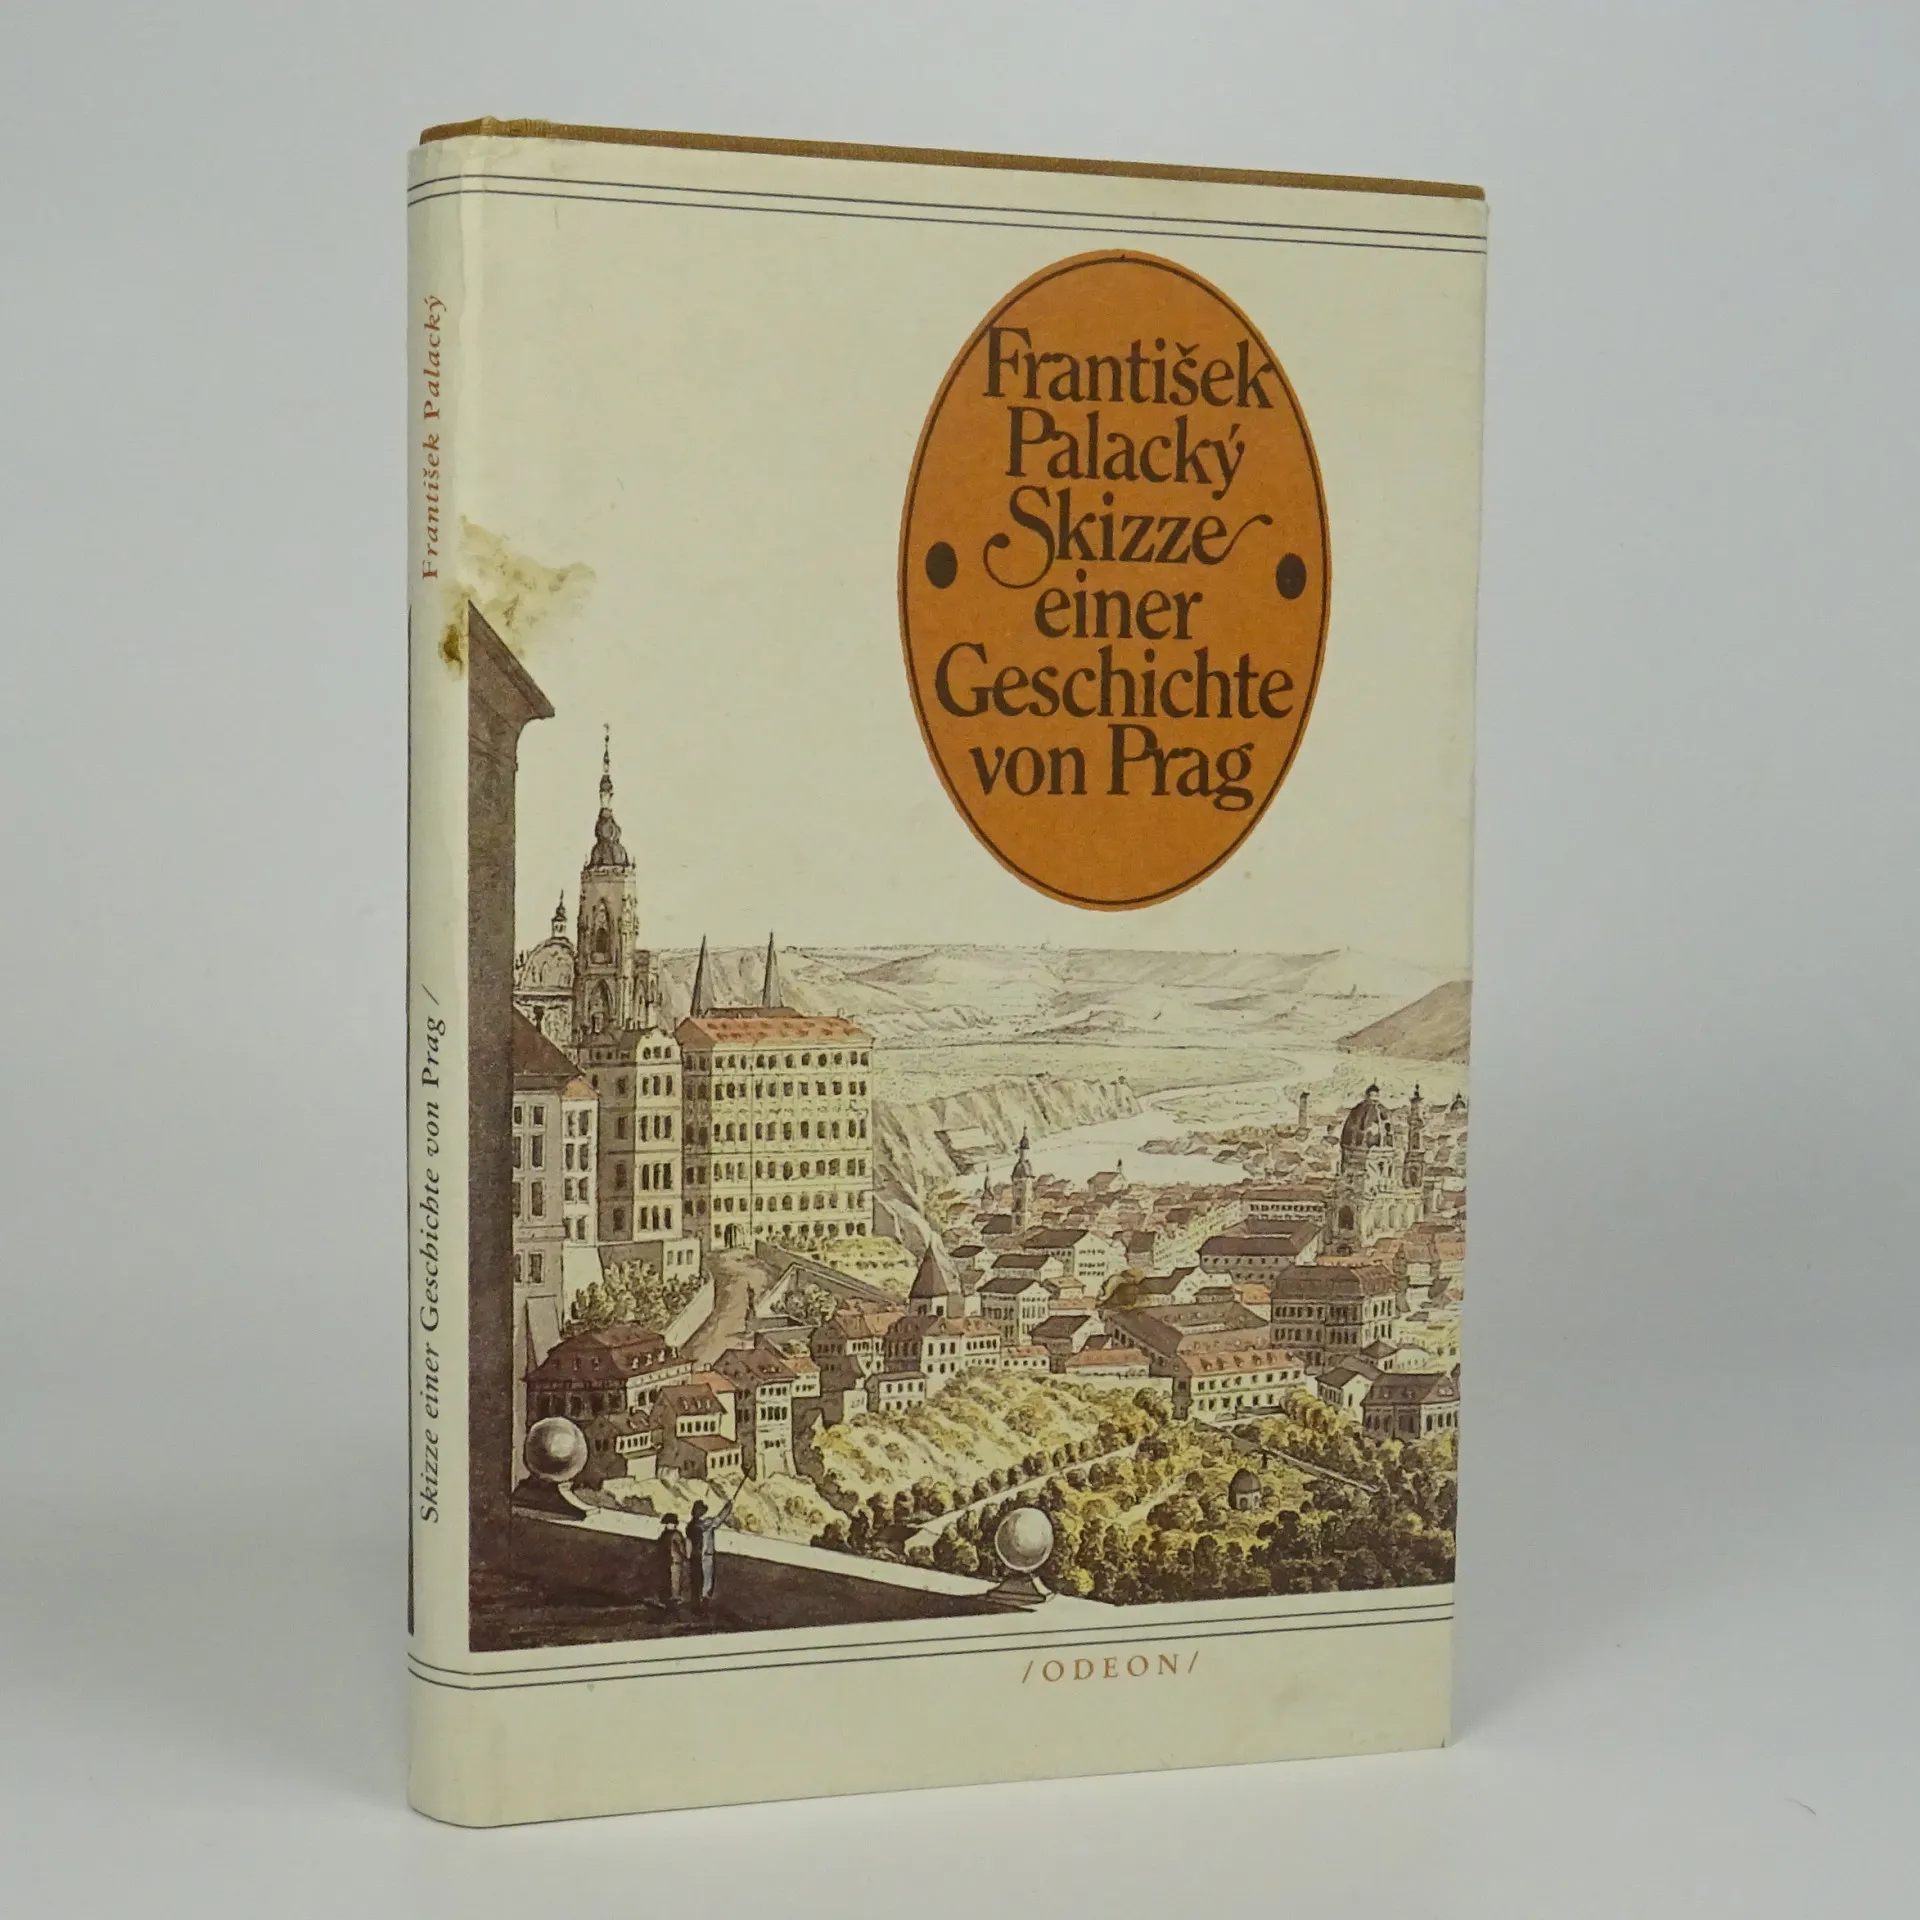 František Palacký
Skizze einer Geschichte von Prag /
František
Palacký
Skizze
einer
Geschichte
von Prag
/ODEON/